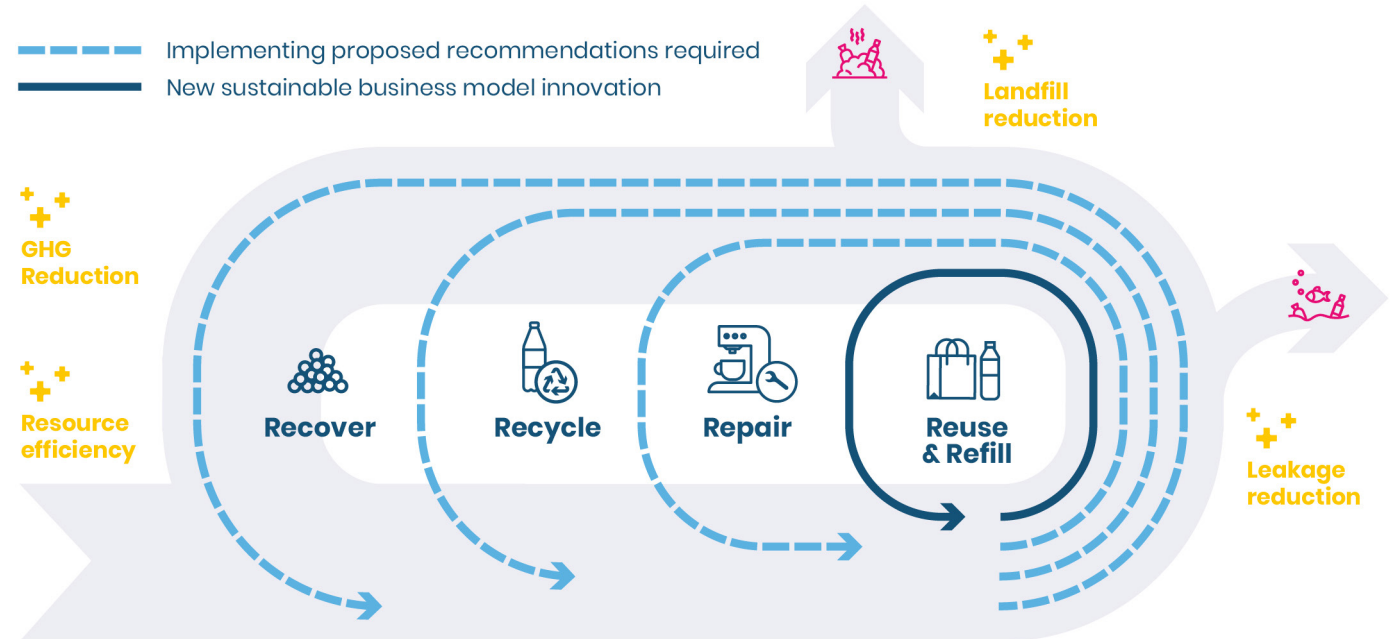 Implementing proposed recommendations required
New sustainable business model innovation
Landfill
reduction
GHG
Reduction
Resource
efficiency
Recover
Recycle
Repair
Reuse
& Refill
Leakage
reduction